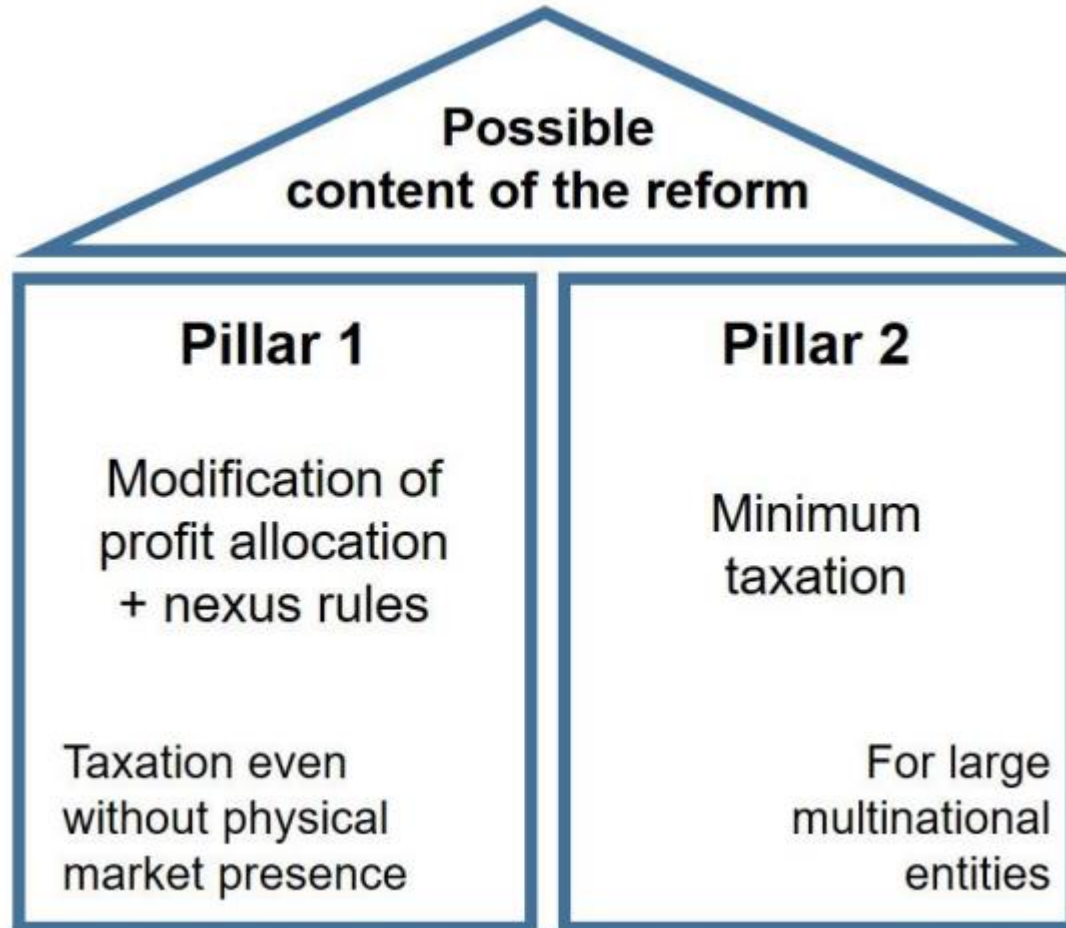 Possible
content of the reform
Pillar 1
Modification of
profit allocation
+ nexus rules
Taxation even
without physical
market presence
Pillar 2
Minimum
taxation
For large
multinational
entities